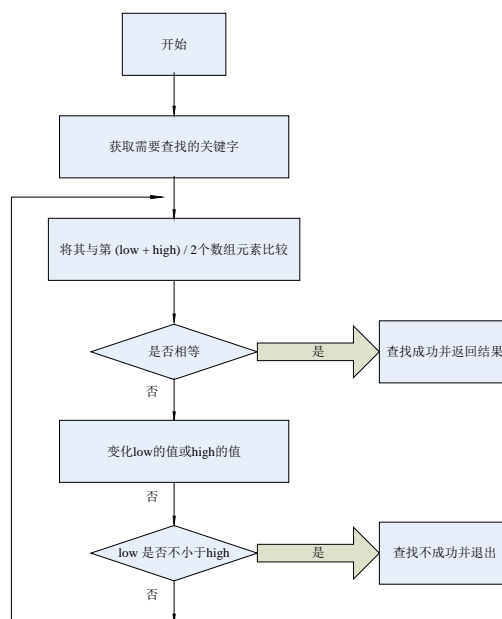 开始
获取需要查找的关键字
将其与第 (low + high) / 2个数组元素比较
是否相等
是
查找成功并返回结果
否
变化low的值或high的值
否
low 是否不小于high
是
查找不成功并退出
否